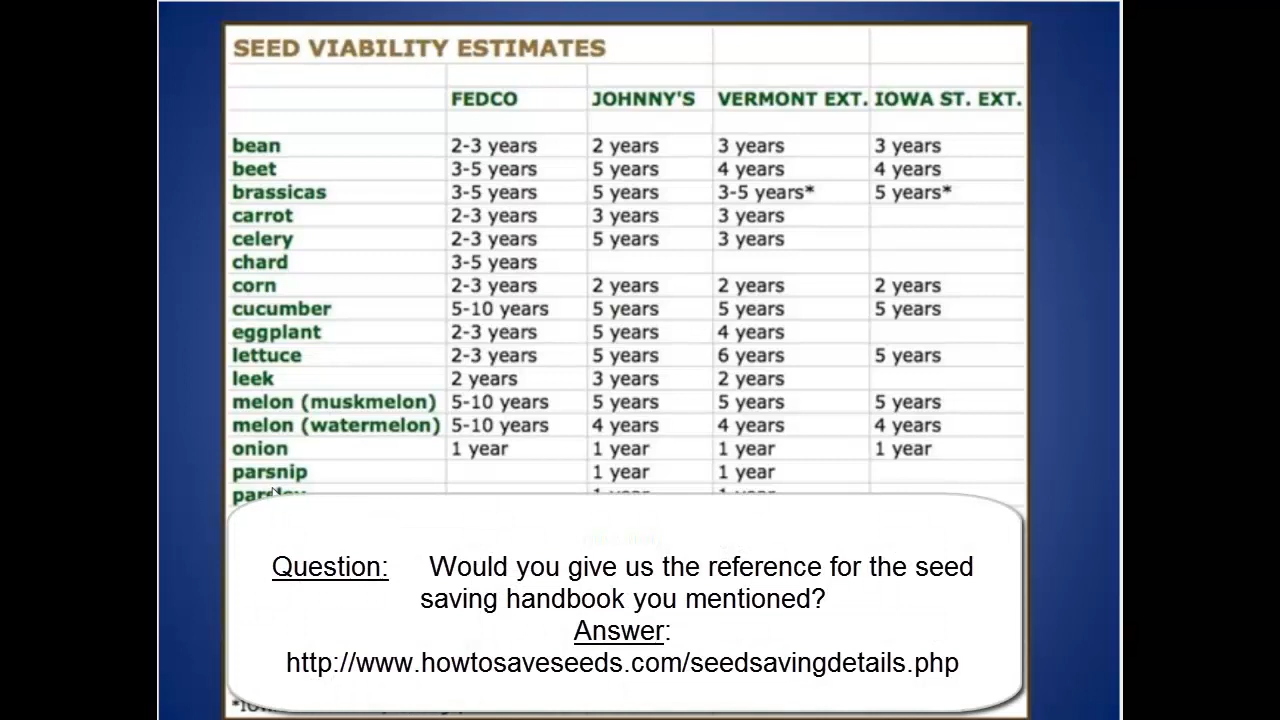 SEED VIABILITY ESTIMATES
FEDCO JOHNNY'S VERMONT EXT. IOWA ST. EXT.
bean 2-3 years 2 years 3 years 3 years
beet 3-5 years 5 years 4 years 4 years
brassicas 3-5 years 5 years 3-5 years* 5 years*
carrot 2-3 years 3 years 3 years
celery 2-3 years 5 years 3 years
chard 3-5 years
corn 2-3 years 2 years 2 years 2 years
cucumber 5-10 years 5 years 5 years 5 years
eggplant 2-3 years 5 years 4 years
lettuce 2-3 years 5 years 6 years 5 years
leek 2 years 3 years 2 years
melon (muskmelon) 5-10 years 5 years 5 years 5 years
melon (watermelon) 5-10 years 4 years 4 years 4 years
onion 1 year 1 year 1 year 1 year
parsnip 1 year 1 year
1 year 1 year
Question: Would you give us the reference for the seed
saving handbook you mentioned?
Answer:
http://www.howtosaveseeds.com/seedsavingdetails.php